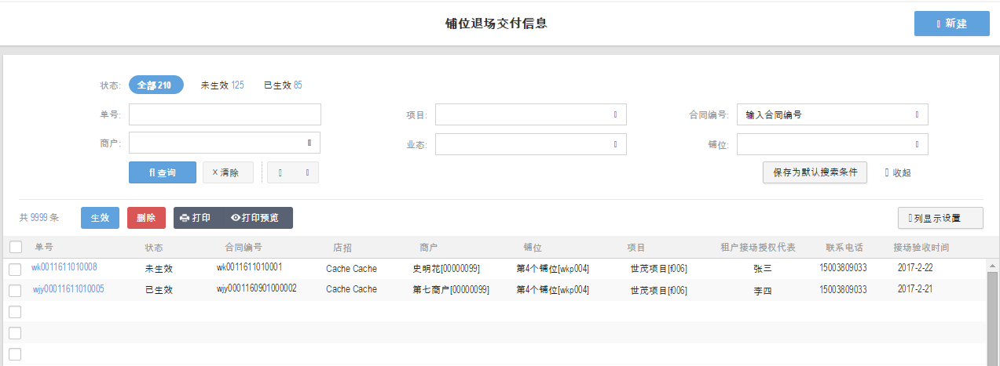 铺位退场交付信息
新建
状态: 全部 210 未生效 125 已生效 85
单号: 项目: 合同编号: 输入合同编号
商户: 业态: 铺位:
查询 X 清除 保存为默认搜索条件 收起
共 9999 条 生效 删除 打印 打印预览 列显示设置
单号 状态 合同编号 店招 商户 铺位 项目 租户接场授权代表 联系电话 接场验收时间
wk0011611010008 未生效 wk0011611010001 Cache Cache 史明花[00000099] 第4个铺位[wkp004] 世茂项目[f006] 张三 15003809033 2017-2-22
wjy00011611010005 已生效 wjy0001160901000002 Cache Cache 第七商户[00000099] 第4个铺位[wkp004] 世茂项目[f006] 李四 15003809033 2017-2-21